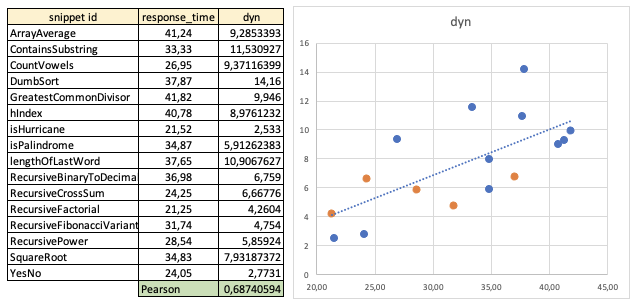 snippet id response_time dyn
ArrayAverage 41,24 9,2853393
ContainsSubstring 33,33 11,530927
CountVowels 26,95 9,37116399
DumbSort 37,87 14,16
GreatestCommonDivisor 41,82 9,946
hIndex 40,78 8,9761232
isHurricane 21,52 2,533
isPalindrome 34,87 5,91262383
lengthOfLastWord 37,65 10,9067627
RecursiveBinaryToDecima 36,98 6,759
RecursiveCrossSum 24,25 6,66776
RecursiveFactorial 21,25 4,2604
RecursiveFibonacciVariant 31,74 4,754
RecursivePower 28,54 5,85924
SquareRoot 34,83 7,93187372
YesNo 24,05 2,7731
Pearson 0,68740594
dyn
16
14
12
10
8
6
4
2
0
20,00 25,00 30,00 35,00 40,00 45,00